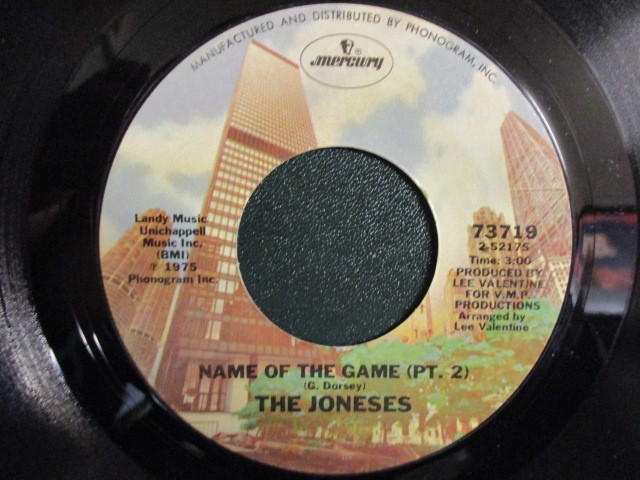 MANUFACTURED AND DISTRIBUTED BY PHONOGRAM, INC.
mercury ®
Landy Music
Unichappell
Music Inc.
(BMI)
℗ 1975
Phonogram Inc.
73719
2-52175
Time: 3:00
PRODUCED BY
LEE VALENTINE
FOR V.M.P.
PRODUCTIONS
Arranged by
Lee Valentine
NAME OF THE GAME (PT. 2)
(G. Dorsey)
THE JONESES